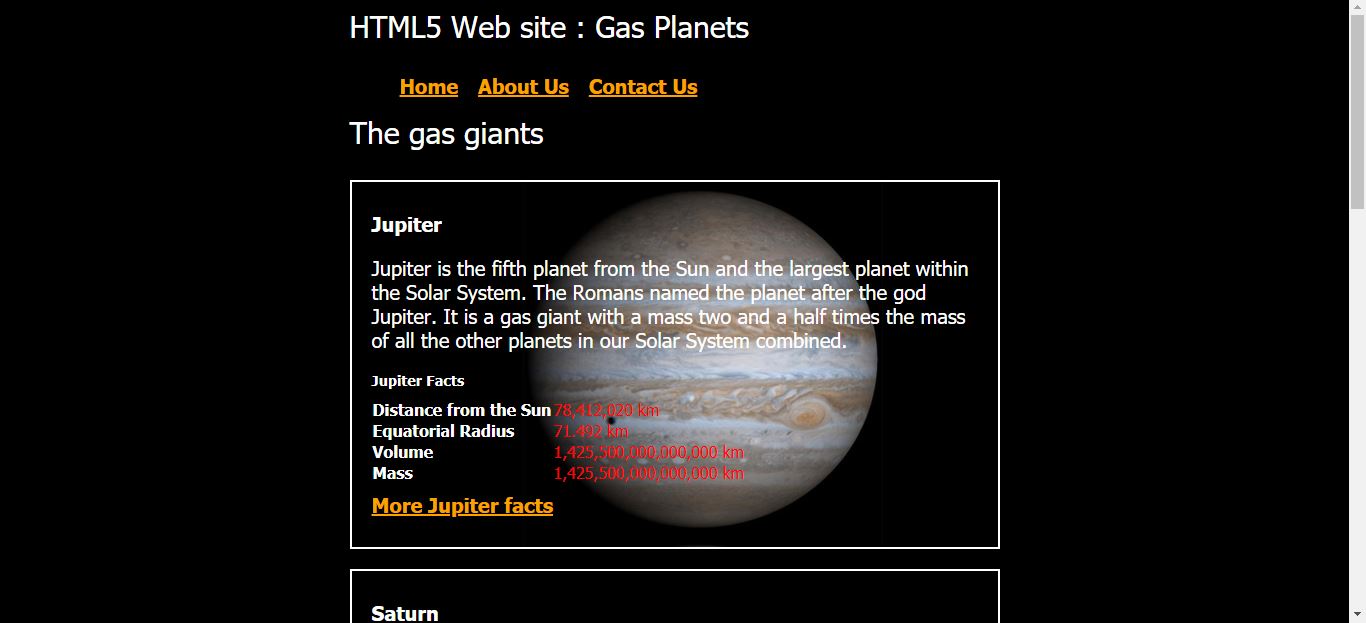 HTML5 Web site : Gas Planets
Home About Us Contact Us
The gas giants
Jupiter
Jupiter is the fifth planet from the Sun and the largest planet within
the Solar System. The Romans named the planet after the god
Jupiter. It is a gas giant with a mass two and a half times the mass
of all the other planets in our Solar System combined.
Jupiter Facts
Distance from the Sun 78,412,020 km
Equatorial Radius 71.492 km
Volume 1,425,500,000,000,000 km
Mass 1,425,500,000,000,000 km
More Jupiter facts
Saturn